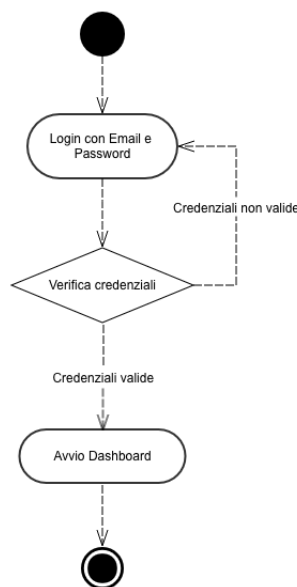 Login con Email e
Password
Credenziali non valide
Verifica credenziali
Credenziali valide
Avvio Dashboard